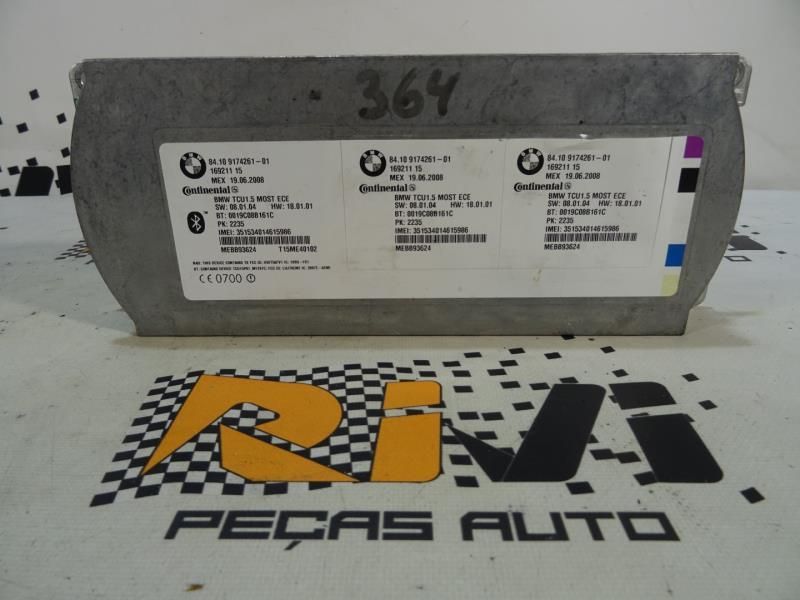 364
84.10 9174261-01
169211 15
MEX 19.06.2008
Continental
BMW TCU1.5 MOST ECE
SW: 08.01.04 HW: 18.01.01
BT: 0019C08B161C
PK: 2235
IMEI: 351534014615986
MEB893624 T15ME40102
CE 0700
84.10 9174261-01
169211 15
MEX 19.06.2008
Continental
BMW TCU1.5 MOST ECE
SW: 08.01.04 HW: 18.01.01
BT: 0019C08B161C
PK: 2235
IMEI: 351534014615986
MEB893624
84.10 9174261-01
169211 15
MEX 19.06.2008
Continental
BMW TCU1.5 MOST ECE
SW: 08.01.04 HW: 18.01.01
BT: 0019C08B161C
PK: 2235
IMEI: 351534014615986
MEB893624
RIVI
PEÇAS AUTO